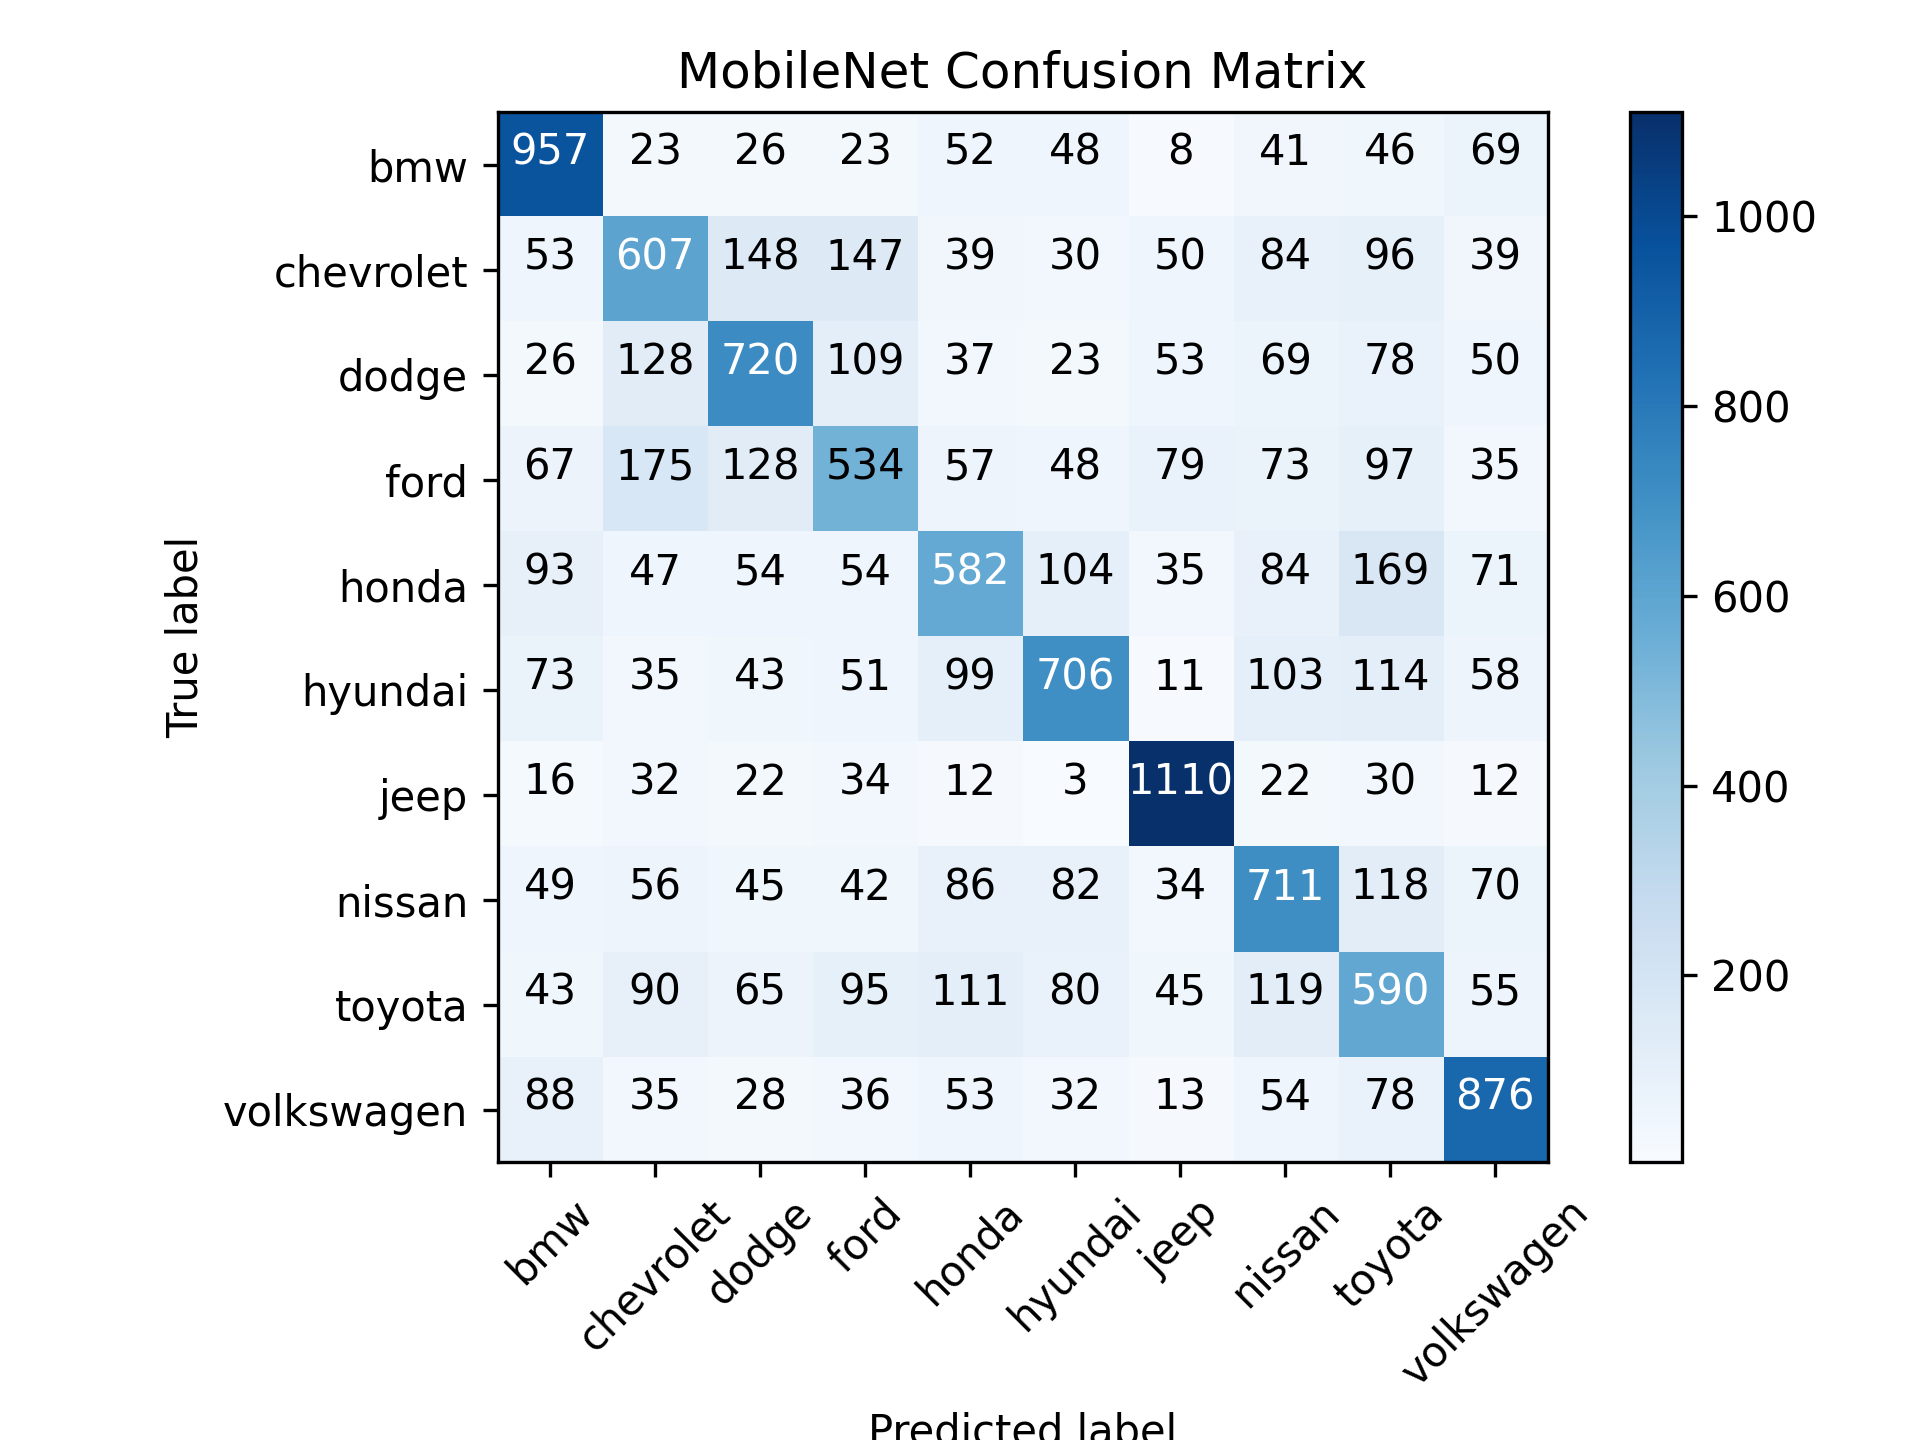 MobileNet Confusion Matrix
bmw 957 23 26 23 52 48 8 41 46 69
chevrolet 53 607 148 147 39 30 50 84 96 39
dodge 26 128 720 109 37 23 53 69 78 50
ford 67 175 128 534 57 48 79 73 97 35
honda 93 47 54 54 582 104 35 84 169 71
hyundai 73 35 43 51 99 706 11 103 114 58
jeep 16 32 22 34 12 3 1110 22 30 12
nissan 49 56 45 42 86 82 34 711 118 70
toyota 43 90 65 95 111 80 45 119 590 55
volkswagen 88 35 28 36 53 32 13 54 78 876
True label
bmw chevrolet dodge ford honda hyundai jeep nissan toyota volkswagen
Predicted label
1000
800
600
400
200